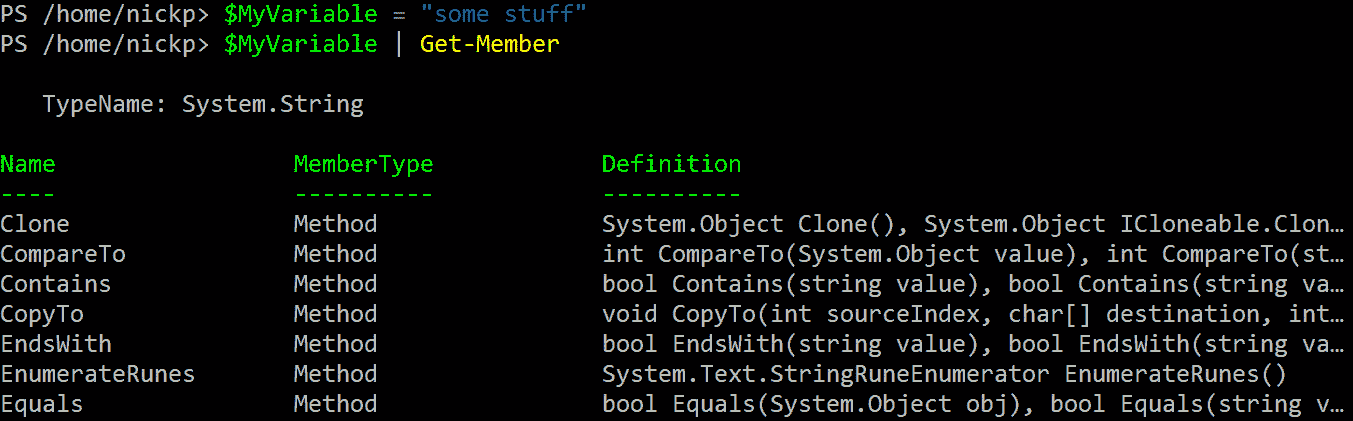 PS /home/nickp> $MyVariable = "some stuff"
PS /home/nickp> $MyVariable | Get-Member
TypeName: System.String
Name MemberType Definition
---- ---------- ----------
Clone Method System.Object Clone(), System.Object ICloneable.Clon…
CompareTo Method int CompareTo(System.Object value), int CompareTo(st…
Contains Method bool Contains(string value), bool Contains(string va…
CopyTo Method void CopyTo(int sourceIndex, char[] destination, int…
EndsWith Method bool EndsWith(string value), bool EndsWith(string va…
EnumerateRunes Method System.Text.StringRuneEnumerator EnumerateRunes()
Equals Method bool Equals(System.Object obj), bool Equals(string v…